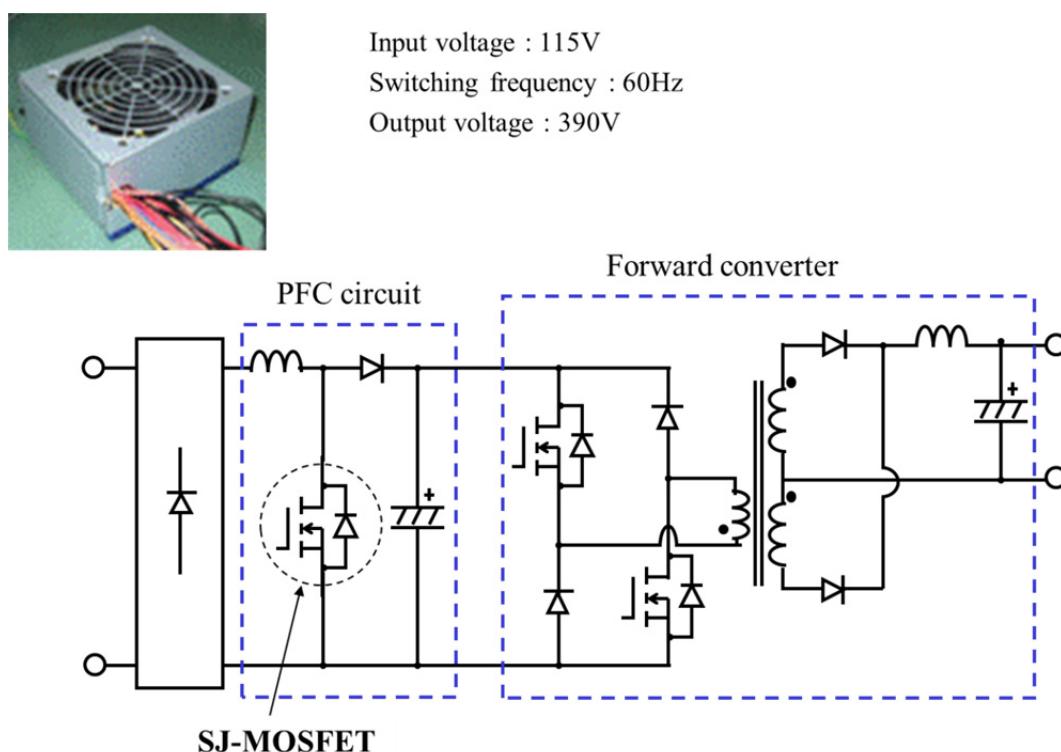 Input voltage : 115V
Switching frequency : 60Hz
Output voltage : 390V
Forward converter
PFC circuit
+
+
SJ-MOSFET